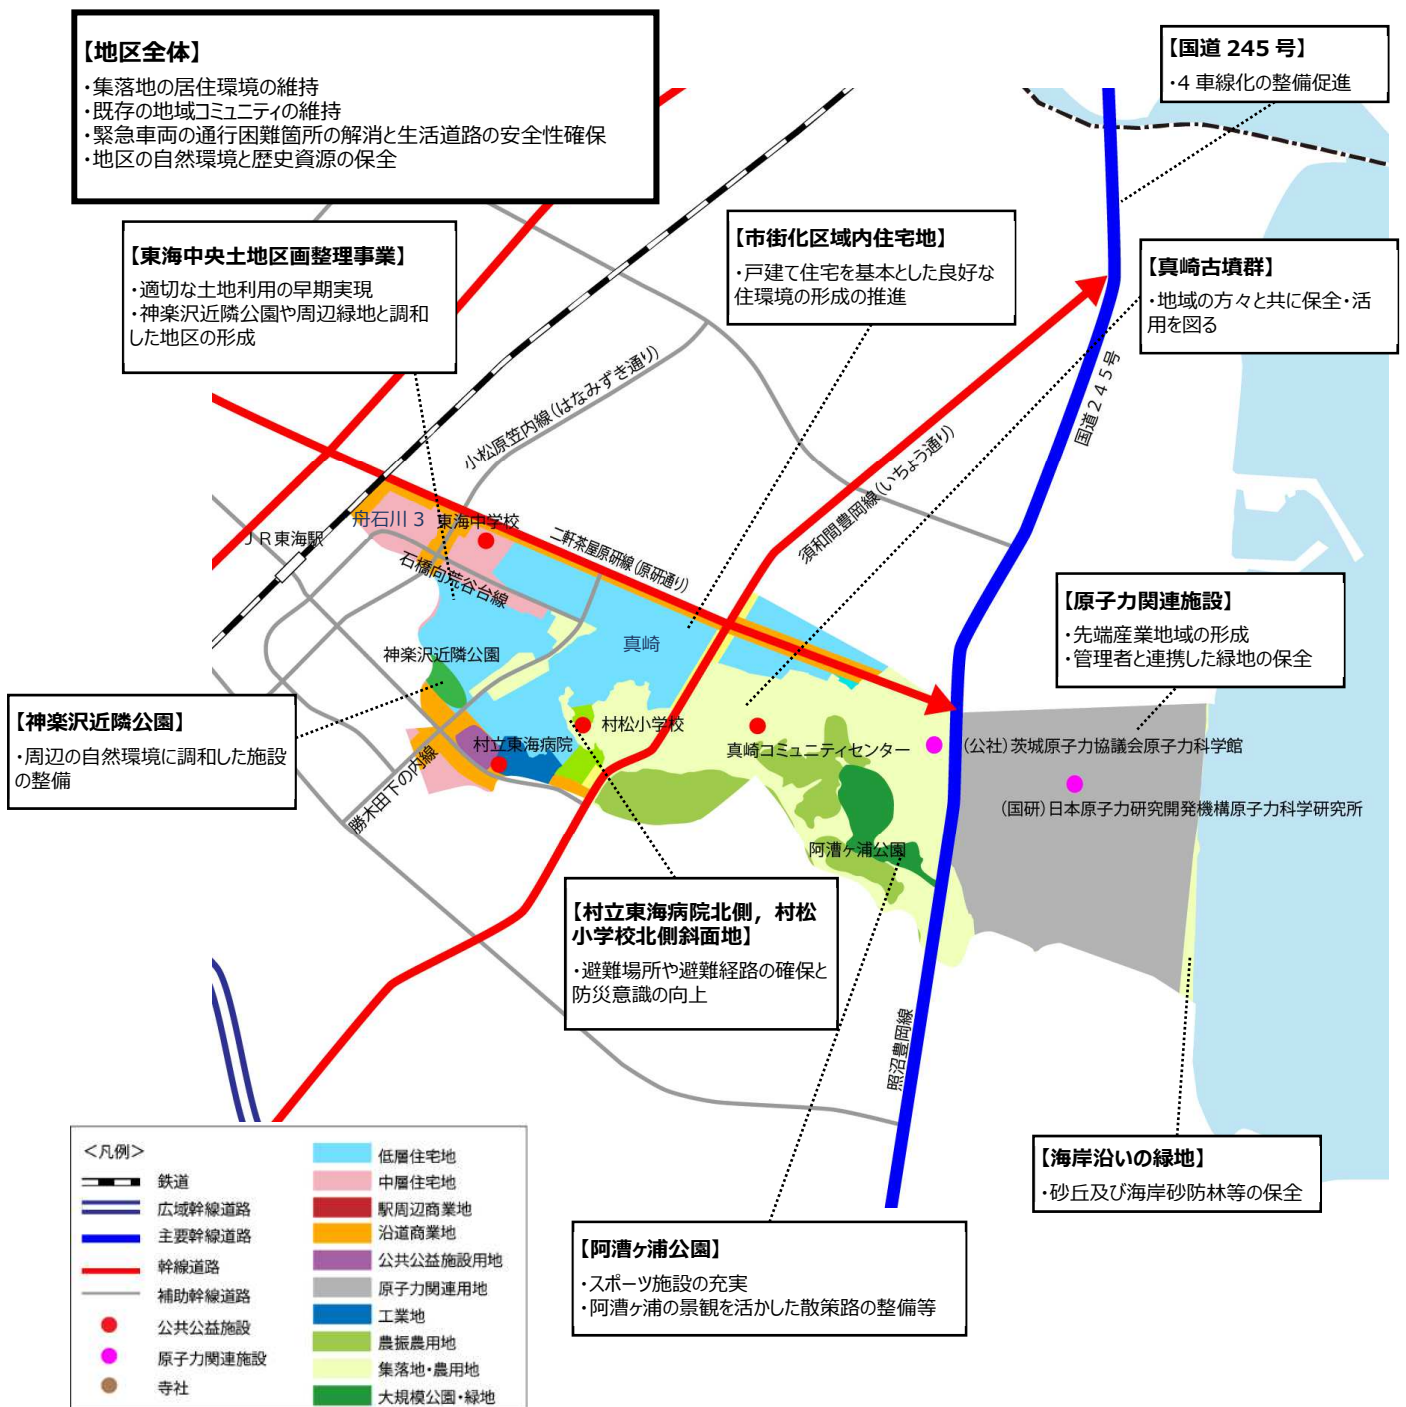 【地区全体】
・集落地の居住環境の維持
・既存の地域コミュニティの維持
・緊急車両の通行困難箇所の解消と生活道路の安全性確保
・地区の自然環境と歴史資源の保全
【国道 245 号】
・4 車線化の整備促進
【東海中央土地区画整理事業】
・適切な土地利用の早期実現
・神楽沢近隣公園や周辺緑地と調和
した地区の形成
【市街化区域内住宅地】
・戸建て住宅を基本とした良好な
住環境の形成の推進
【真崎古墳群】
・地域の方々と共に保全・活
用を図る
小松原笠内線（はなみずき通り）
国道245号
須和間豊岡線（いちょう通り）
舟石川 3
東海中学校
JR東海駅
二軒茶屋原研線（原研通り）
石橋向荒谷台線
真崎
神楽沢近隣公園
【原子力関連施設】
・先端産業地域の形成
・管理者と連携した緑地の保全
【神楽沢近隣公園】
・周辺の自然環境に調和した施設
の整備
村立東海病院
村松小学校
真崎コミュニティセンター
（公社）茨城原子力協議会原子力科学館
（国研）日本原子力研究開発機構原子力科学研究所
勝木田下の内線
阿漕ヶ浦公園
【村立東海病院北側，村松
小学校北側斜面地】
・避難場所や避難経路の確保と
防災意識の向上
照沼豊岡線
【海岸沿いの緑地】
・砂丘及び海岸砂防林等の保全
【阿漕ヶ浦公園】
・スポーツ施設の充実
・阿漕ヶ浦の景観を活かした散策路の整備等
＜凡例＞
鉄道
広域幹線道路
主要幹線道路
幹線道路
補助幹線道路
公共公益施設
原子力関連施設
寺社
低層住宅地
中層住宅地
駅周辺商業地
沿道商業地
公共公益施設用地
原子力関連用地
工業地
農振農用地
集落地・農用地
大規模公園・緑地